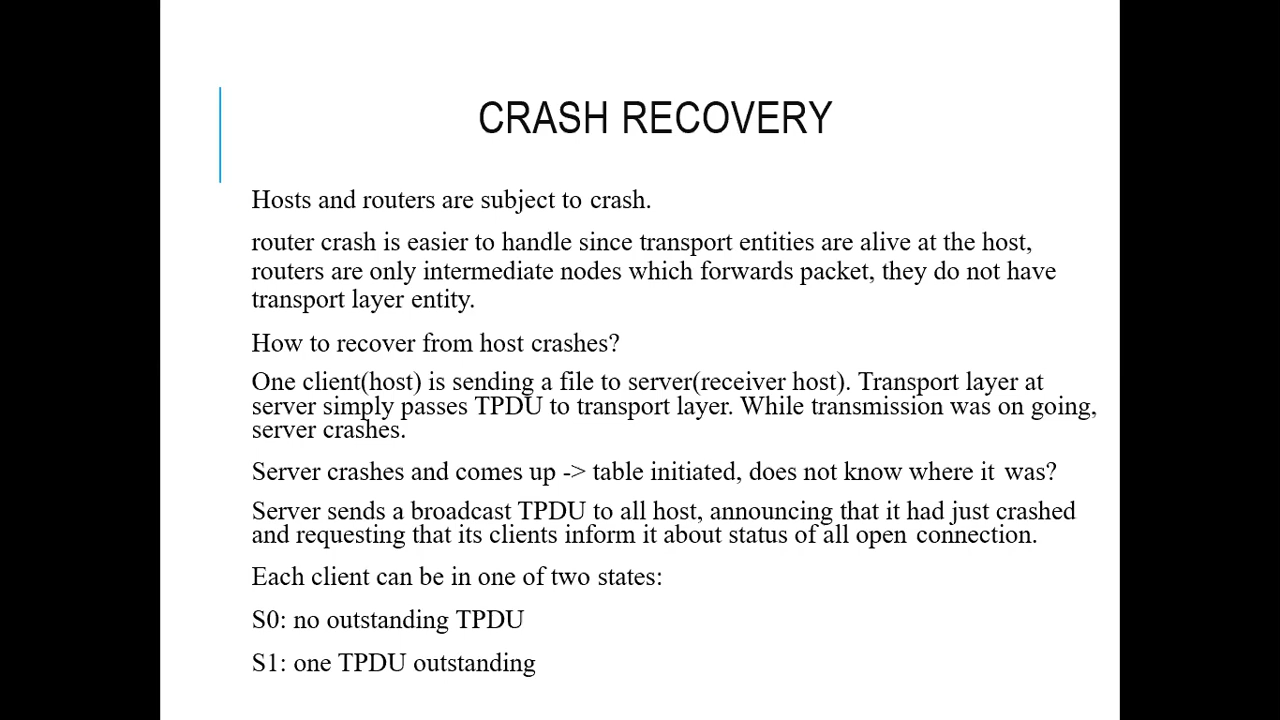 CRASH RECOVERY
Hosts and routers are subject to crash.
router crash is easier to handle since transport entities are alive at the host,
routers are only intermediate nodes which forwards packet, they do not have
transport layer entity.
How to recover from host crashes?
One client(host) is sending a file to server(receiver host). Transport layer at
server simply passes TPDU to transport layer. While transmission was on going,
server crashes.
Server crashes and comes up -> table initiated, does not know where it was?
Server sends a broadcast TPDU to all host, announcing that it had just crashed
and requesting that its clients inform it about status of all open connection.
Each client can be in one of two states:
S0: no outstanding TPDU
S1: one TPDU outstanding